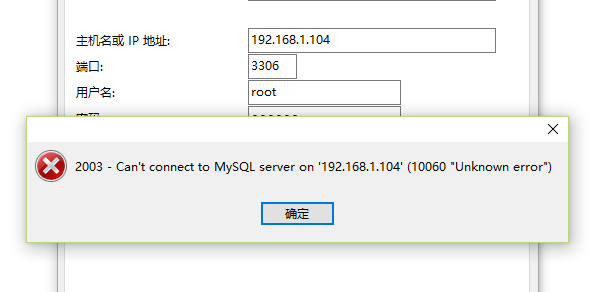 主机名或 IP 地址:
192.168.1.104
端口:
3306
用户名:
root
2003 - Can't connect to MySQL server on '192.168.1.104' (10060 "Unknown error")
确定